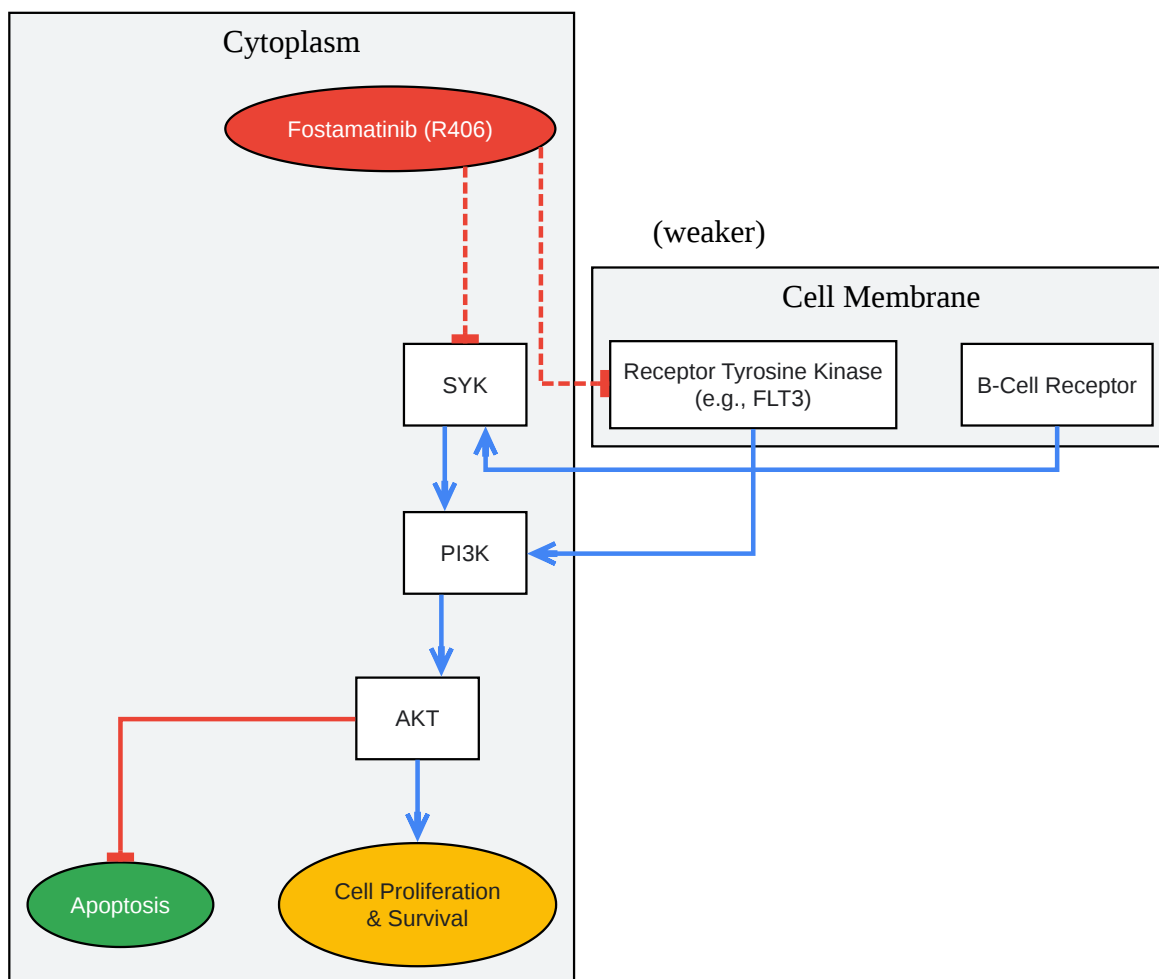 Cytoplasm
Fostamatinib (R406)
(weaker)
Cell Membrane
Receptor Tyrosine Kinase
(e.g., FLT3)
B-Cell Receptor
SYK
PI3K
AKT
Apoptosis
Cell Proliferation
& Survival